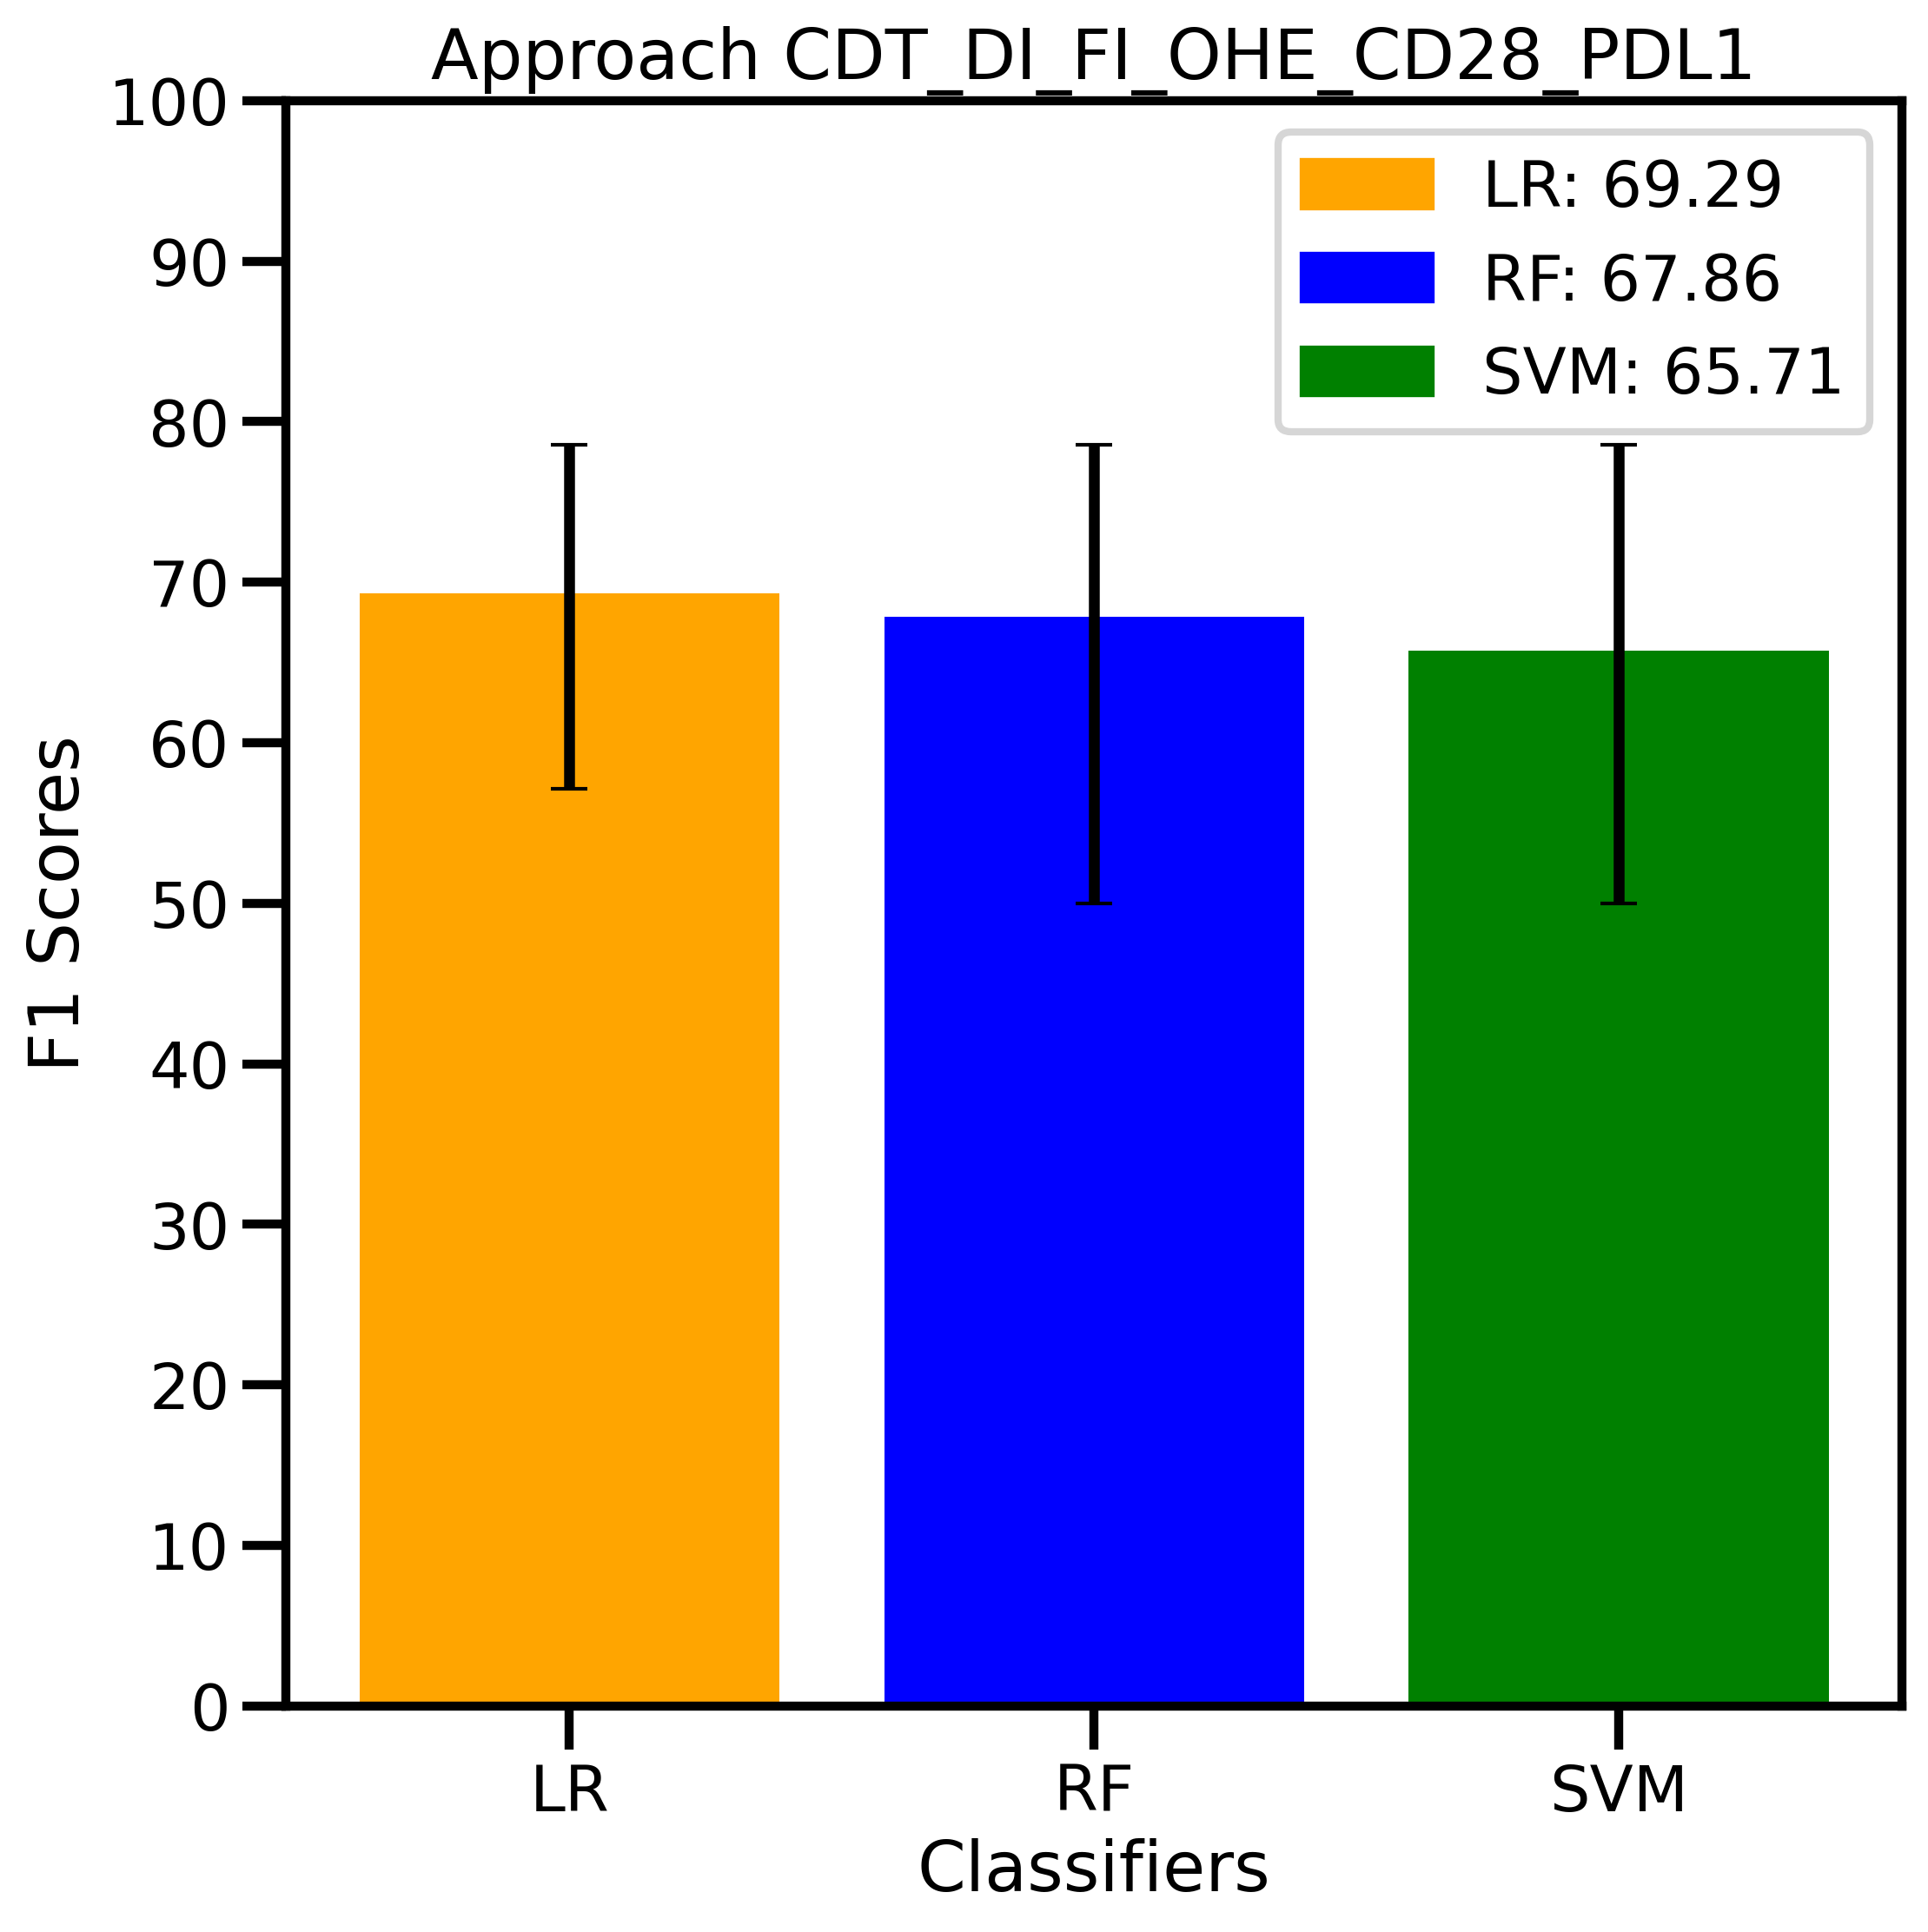 Approach CDT_DI_FI_OHE_CD28_PDL1
LR: 69.29
RF: 67.86
SVM: 65.71
100
90
80
70
60
50
40
30
20
10
0
F1 Scores
LR
RF
SVM
Classifiers